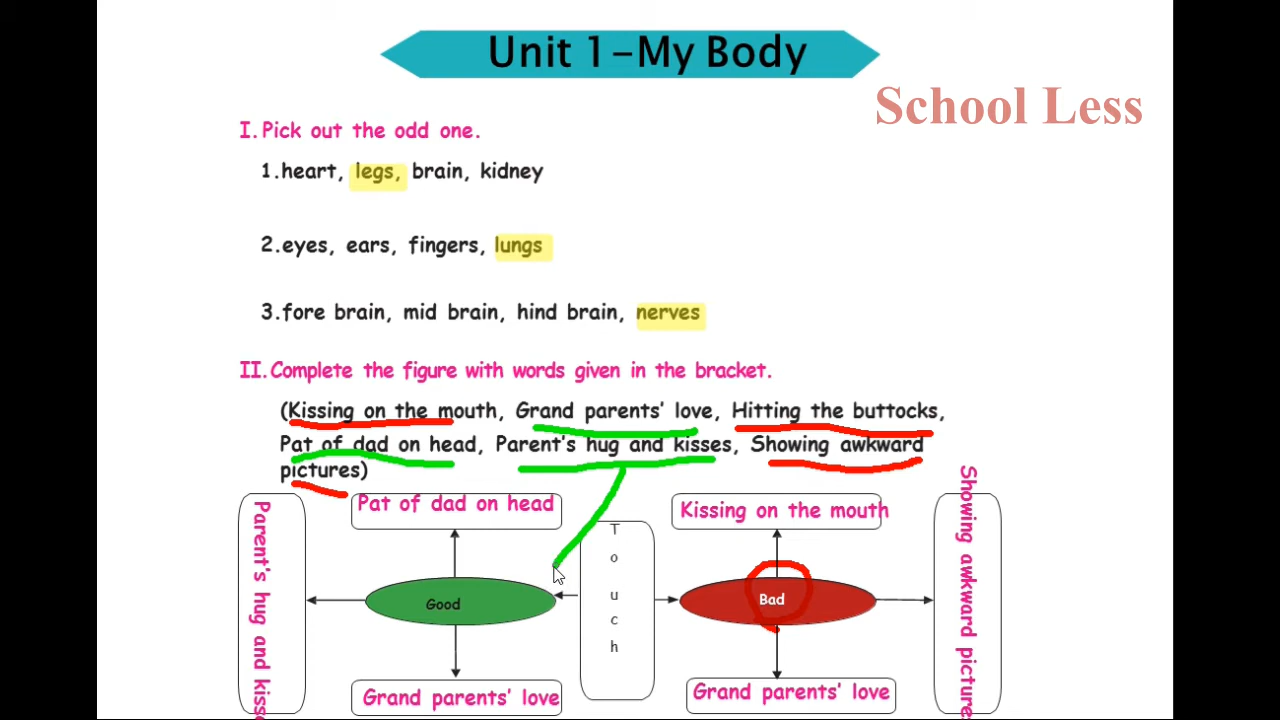 Unit 1-My Body
School Less
I. Pick out the odd one.
1.heart, legs, brain, kidney
2.eyes, ears, fingers, lungs
3.fore brain, mid brain, hind brain, nerves
II.Complete the figure with words given in the bracket.
(Kissing on the mouth, Grand parents' love, Hitting the buttocks,
Pat of dad on head, Parent's hug and kisses, Showing awkward
pictures)
Parent's hug and kisse
Pat of dad on head
Good
Grand parents' love
Touch
Kissing on the mouth
Bad
Grand parents' love
Showing awkward picture